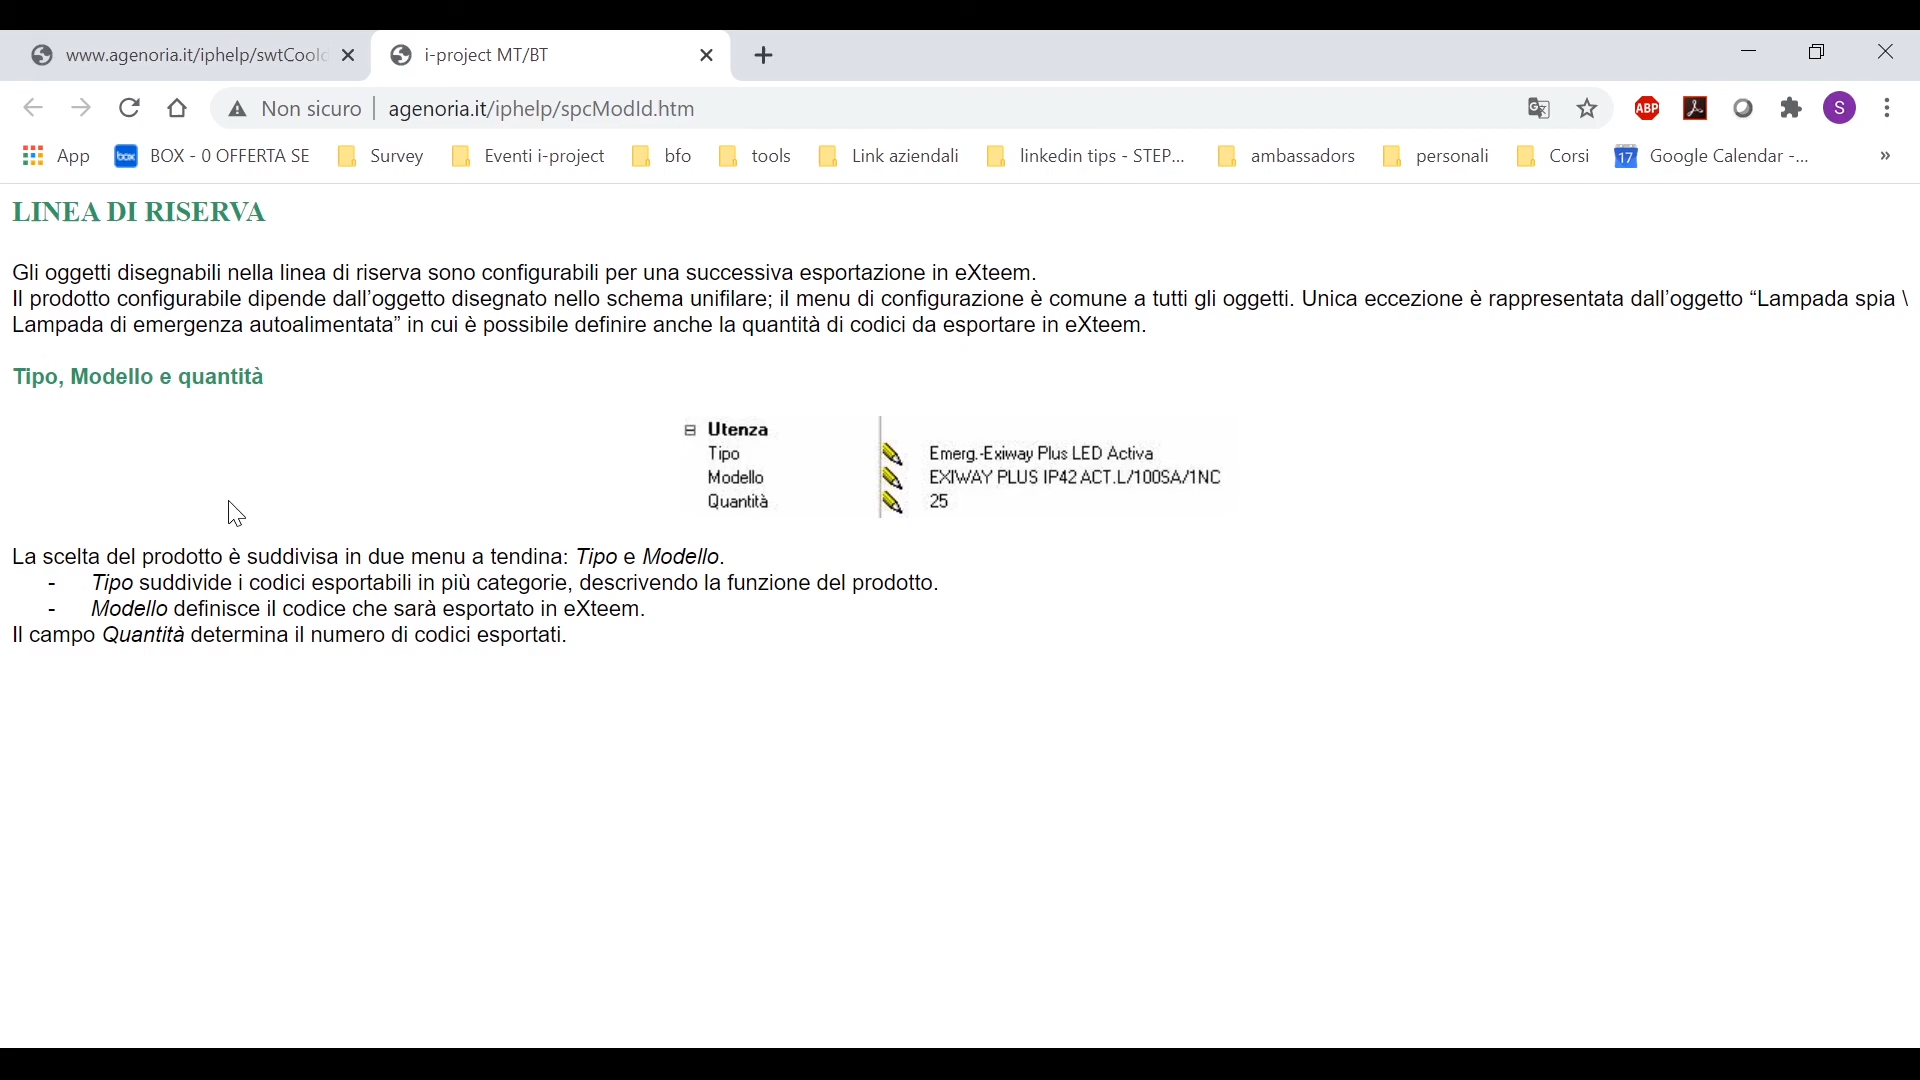 www.agenoria.it/iphelp/swtCoold
i-project MT/BT
Non sicuro | agenoria.it/iphelp/spcModId.htm
ABP
S
App
box
BOX - 0 OFFERTA SE
Survey
Eventi i-project
bfo
tools
Link aziendali
linkedin tips - STEP...
ambassadors
personali
Corsi
17
Google Calendar -...
»
LINEA DI RISERVA
Gli oggetti disegnabili nella linea di riserva sono configurabili per una successiva esportazione in eXteem.
Il prodotto configurabile dipende dall’oggetto disegnato nello schema unifilare; il menu di configurazione è comune a tutti gli oggetti. Unica eccezione è rappresentata dall’oggetto “Lampada spia \
Lampada di emergenza autoalimentata” in cui è possibile definire anche la quantità di codici da esportare in eXteem.
Tipo, Modello e quantità
Utenza
Tipo Emerg.-Exiway Plus LED Activa
Modello EXIWAY PLUS IP42 ACT.L/100SA/1NC
Quantità 25
La scelta del prodotto è suddivisa in due menu a tendina: Tipo e Modello.
- Tipo suddivide i codici esportabili in più categorie, descrivendo la funzione del prodotto.
- Modello definisce il codice che sarà esportato in eXteem.
Il campo Quantità determina il numero di codici esportati.